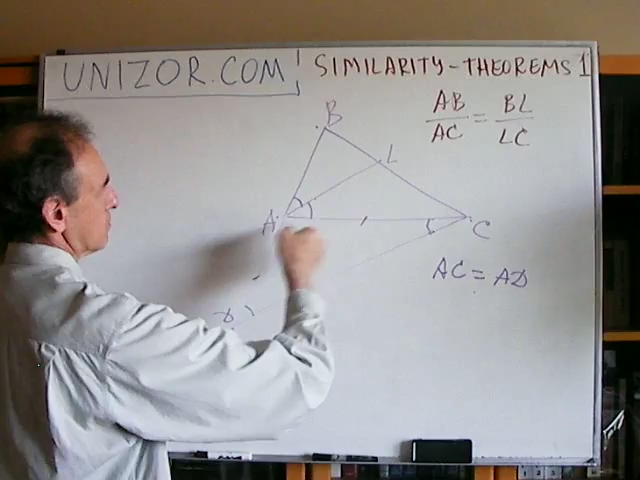 UNIZOR.COM
SIMILARITY-THEOREMS 1
AB/AC = BL/LC
B
L
A
C
AC = AD